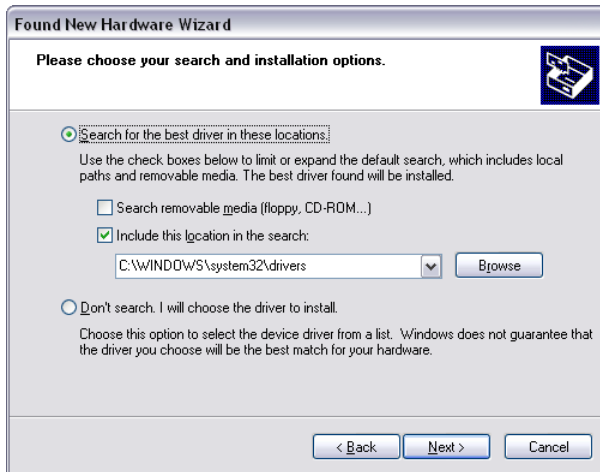 Found New Hardware Wizard
Please choose your search and installation options.
Search for the best driver in these locations.
Use the check boxes below to limit or expand the default search, which includes local
paths and removable media. The best driver found will be installed.
Search removable media (floppy, CD-ROM...)
Include this location in the search:
C:\WINDOWS\system32\drivers
Browse
Don't search. I will choose the driver to install.
Choose this option to select the device driver from a list. Windows does not guarantee that
the driver you choose will be the best match for your hardware.
< Back
Next >
Cancel